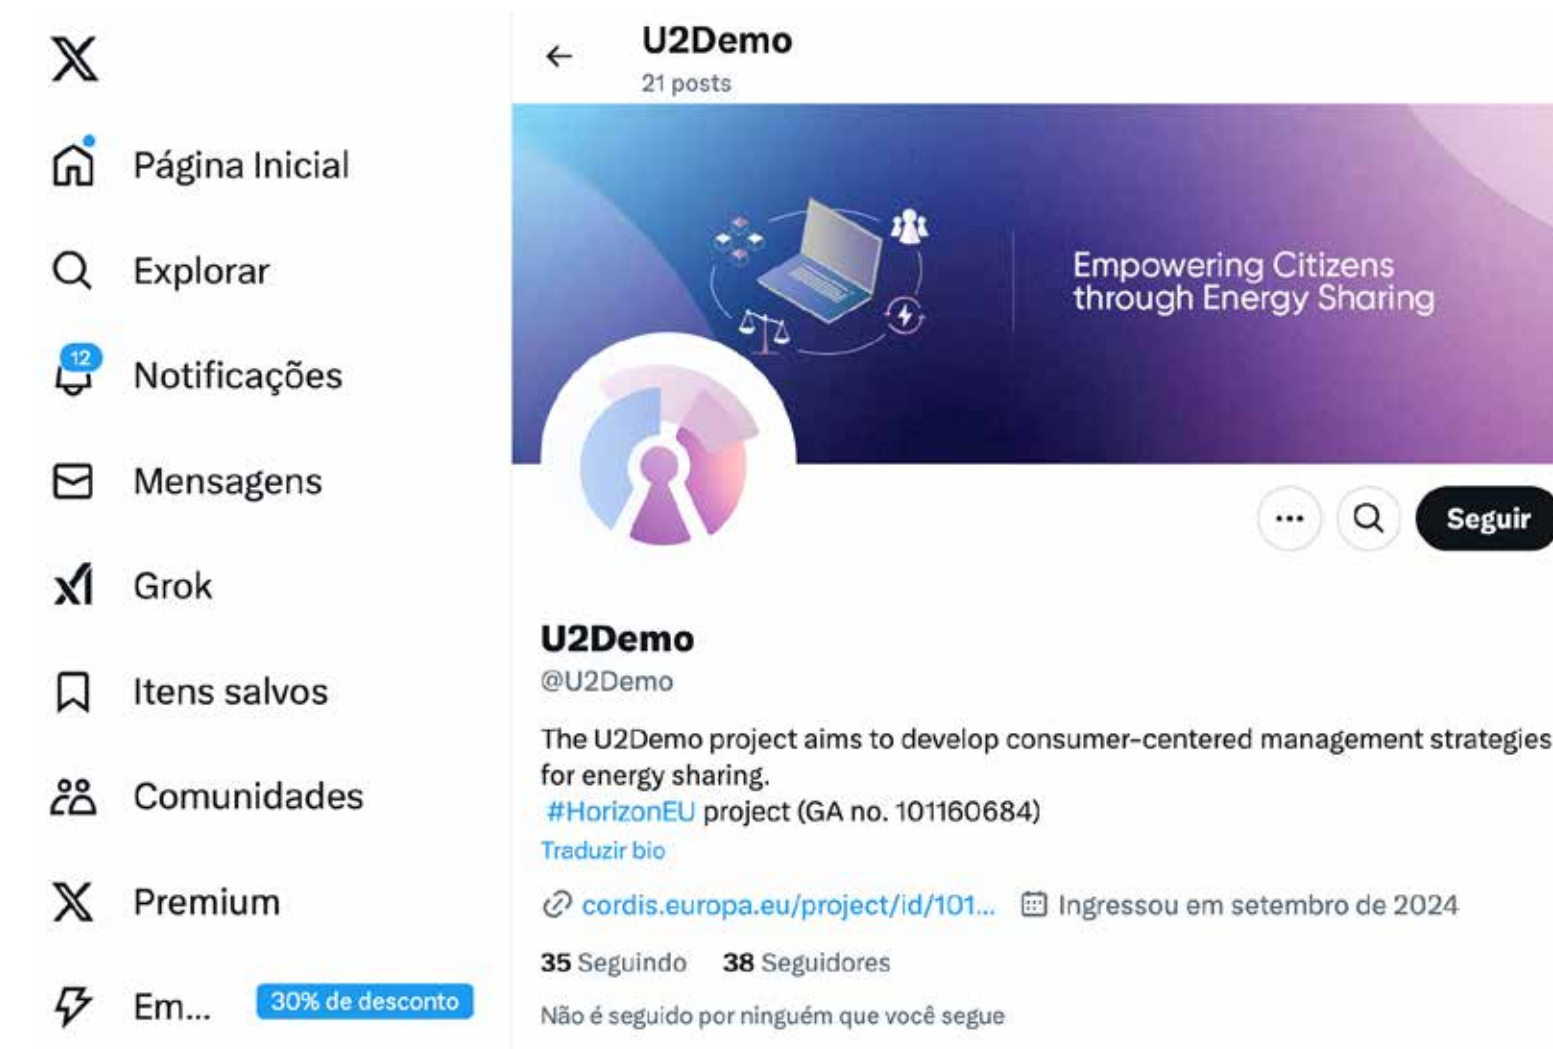 Página Inicial
Explorar
12
Notificações
Mensagens
Grok
Itens salvos
Comunidades
Premium
Em...
30% de desconto
U2Demo
21 posts
Empowering Citizens
through Energy Sharing
Seguir
U2Demo
@U2Demo
The U2Demo project aims to develop consumer-centered management strategies
for energy sharing.
#HorizonEU project (GA no. 101160684)
Traduzir bio
cordis.europa.eu/project/id/101... Ingressou em setembro de 2024
35 Seguindo 38 Seguidores
Não é seguido por ninguém que você segue